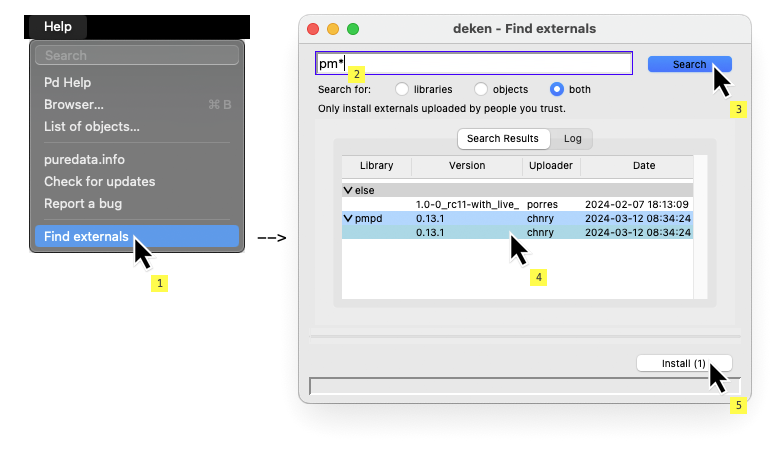 Help
Search
Pd Help
Browser... ⌘ B
List of objects...
puredata.info
Check for updates
Report a bug
Find externals
1
-->
deken - Find externals
pm*
2
Search
3
Search for: libraries objects both
Only install externals uploaded by people you trust.
Search Results Log
Library Version Uploader Date
else
1.0-0_rc11-with_live_ porres 2024-02-07 18:13:09
pmpd 0.13.1 chnry 2024-03-12 08:34:24
0.13.1 chnry 2024-03-12 08:34:24
4
Install (1)
5